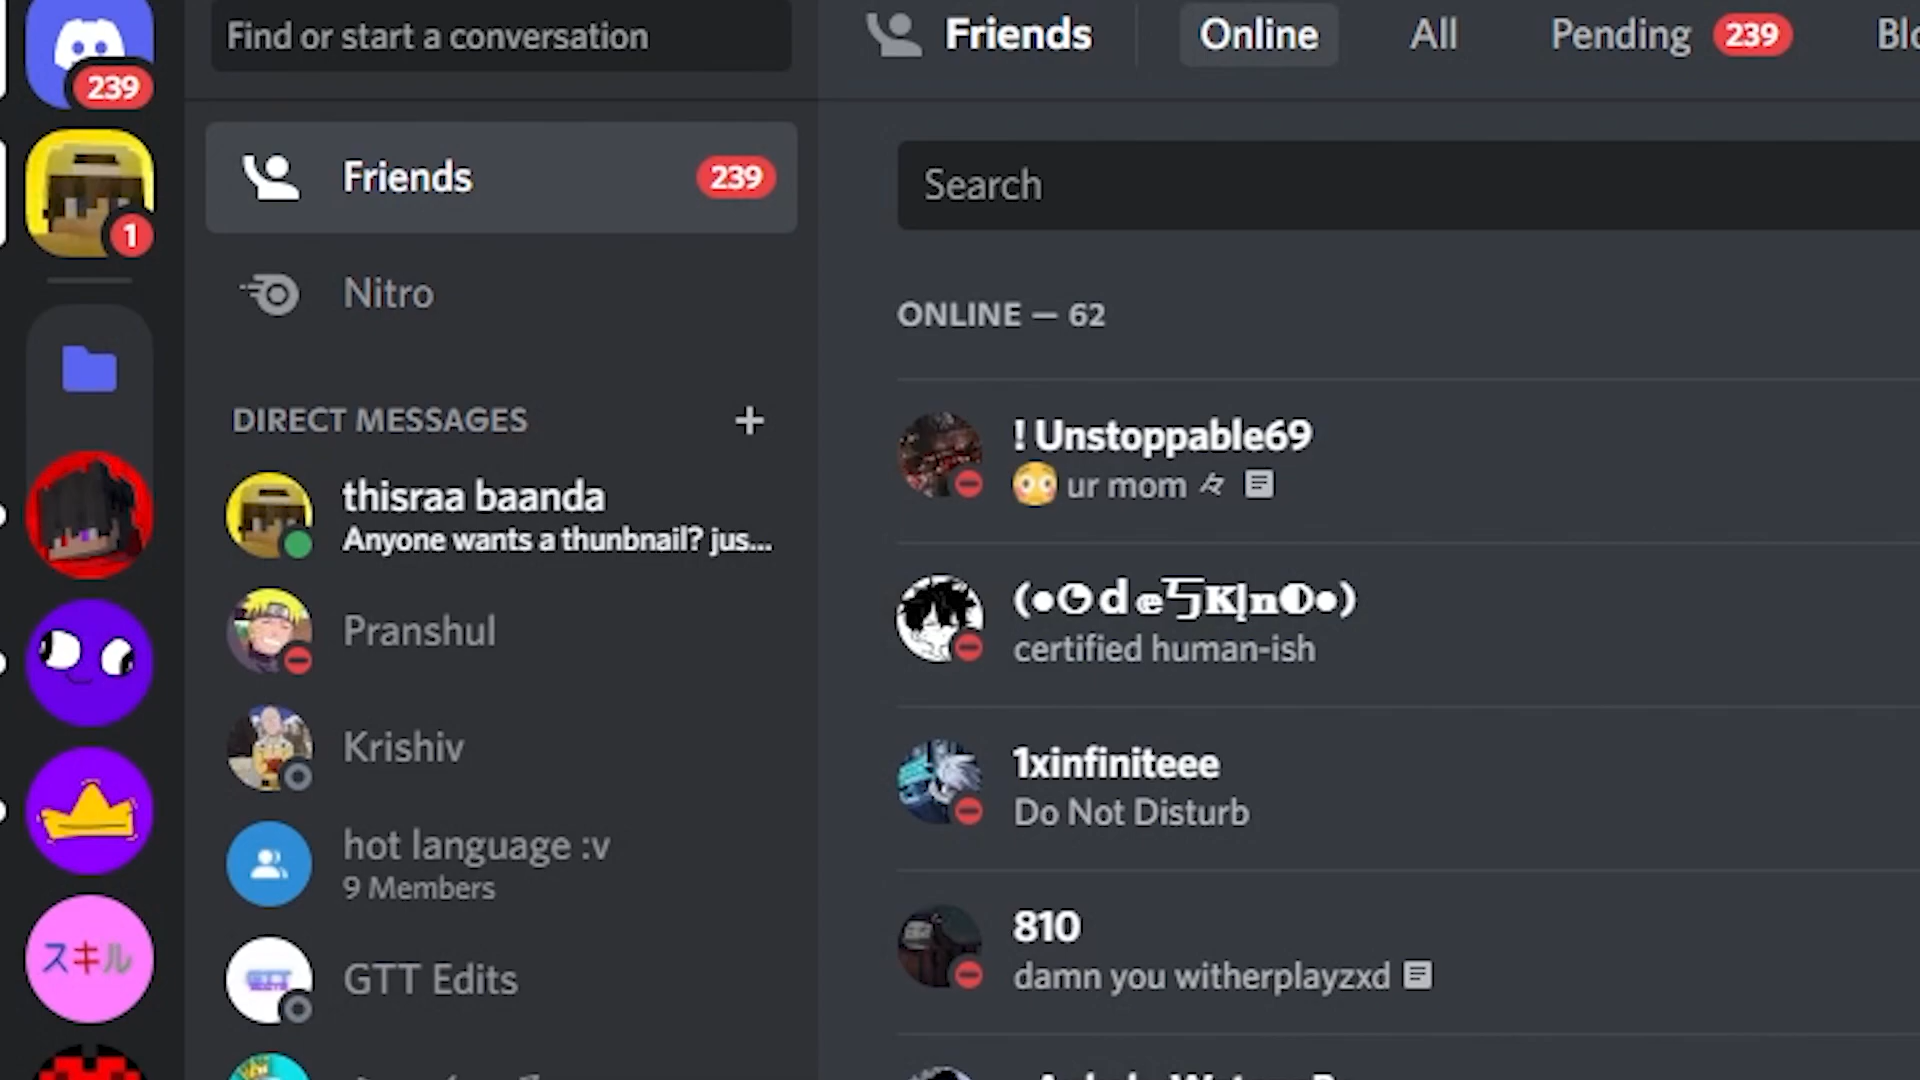 Find or start a conversation
Friends
Online
All
Pending
239
239
1
Friends
239
Nitro
DIRECT MESSAGES
thisraa baanda
Anyone wants a thunbnail? jus...
Pranshul
Krishiv
hot language :v
9 Members
GTT Edits
スキル
Search
ONLINE — 62
! Unstoppable69
😳 ur mom 々
certified human-ish
1xinfiniteee
Do Not Disturb
810
damn you witherplayzxd